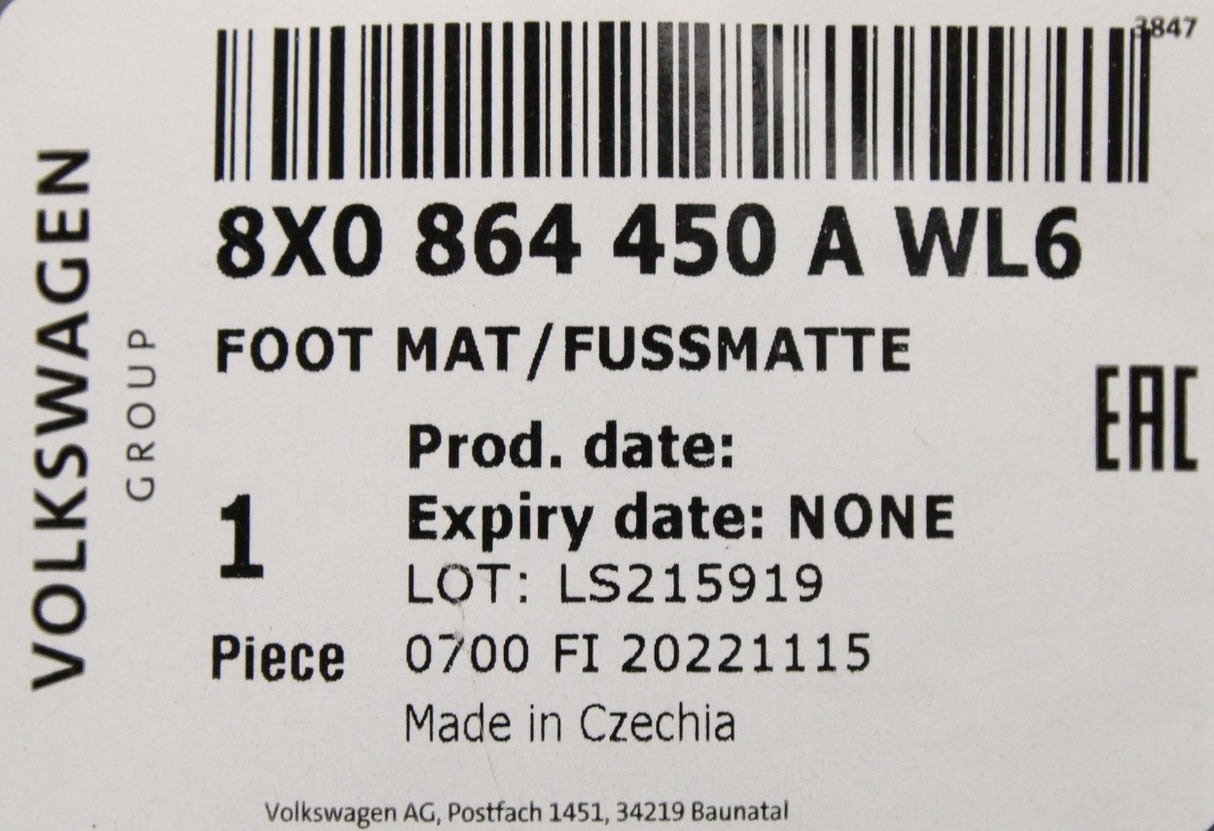 3847
8X0 864 450 A WL6
FOOT MAT/FUSSMATTE
EAC
Prod. date:
1
Expiry date: NONE
LOT: LS215919
Piece
0700 FI 20221115
Made in Czechia
VOLKSWAGEN
GROUP
Volkswagen AG, Postfach 1451, 34219 Baunatal